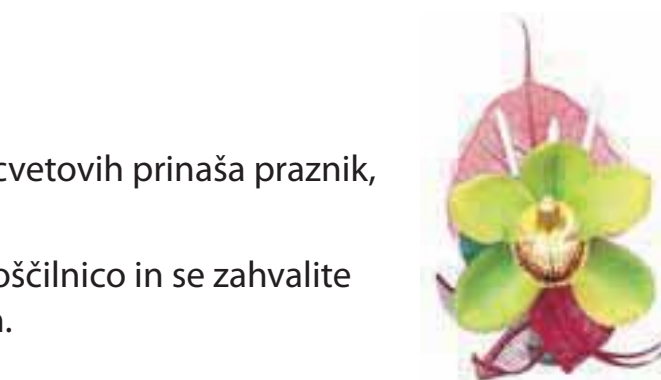 cvetovih prinaša praznik,
oščilnico in se zahvalite
.